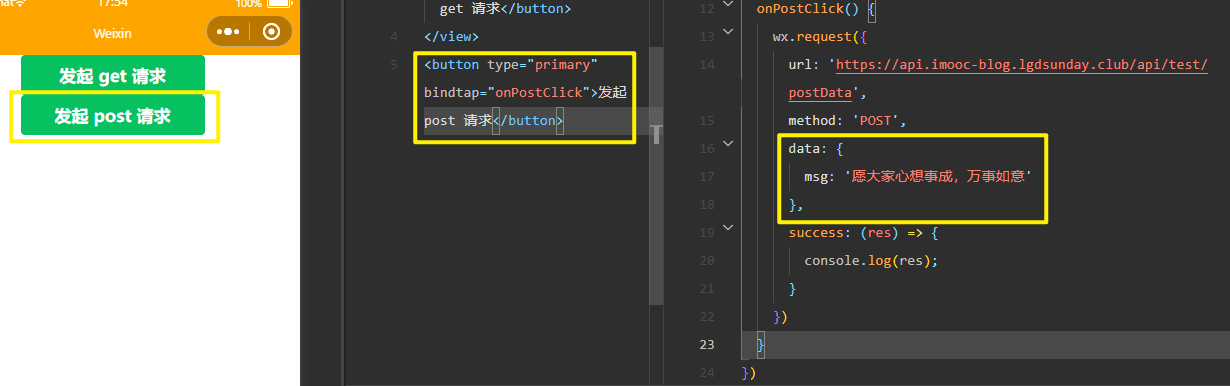 17:54
100%
Weixin
发起 get 请求
发起 post 请求
get 请求</button>
4 </view>
5 <button type="primary"
bindtap="onPostClick">发起
post 请求</button>
12 onPostClick() {
13 wx.request({
14 url: 'https://api.imooc-blog.lgdsunday.club/api/test/
postData',
15 method: 'POST',
16 data: {
17 msg: '愿大家心想事成，万事如意'
18 },
19 success: (res) => {
20 console.log(res);
21 }
22 })
23 }
24 })